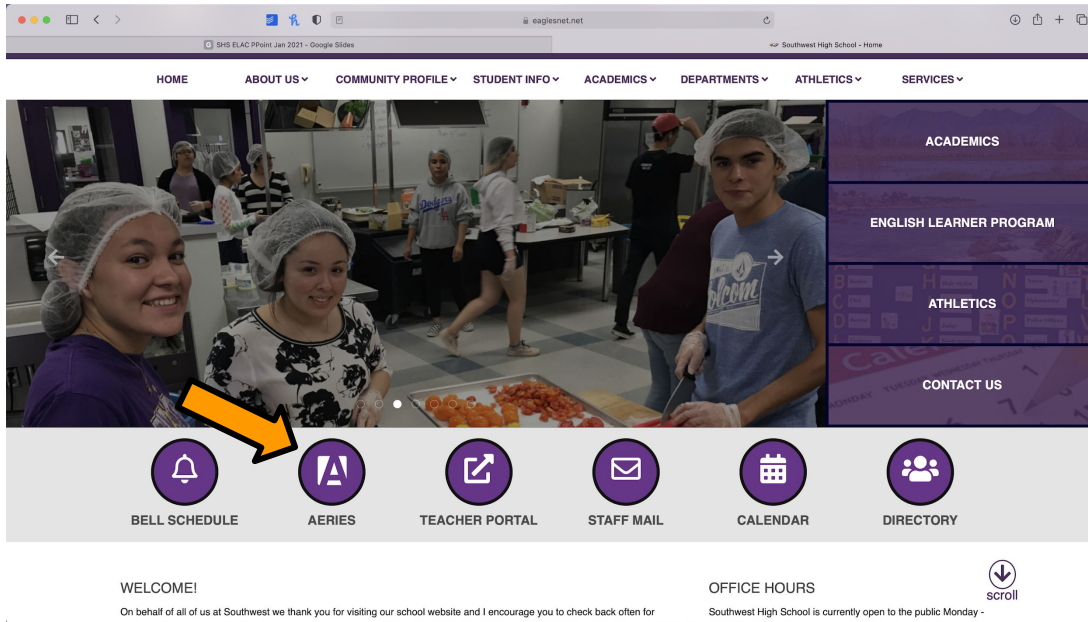 eaglesnet.net
SHS ELAC PPoint Jan 2021 - Google Slides
Southwest High School - Home
HOME ABOUT US COMMUNITY PROFILE STUDENT INFO ACADEMICS DEPARTMENTS ATHLETICS SERVICES
Dodgers
Volcom
ACADEMICS
ENGLISH LEARNER PROGRAM
ATHLETICS
CONTACT US
BELL SCHEDULE AERIES TEACHER PORTAL STAFF MAIL CALENDAR DIRECTORY
scroll
WELCOME!
On behalf of all of us at Southwest we thank you for visiting our school website and I encourage you to check back often for
OFFICE HOURS
Southwest High School is currently open to the public Monday -